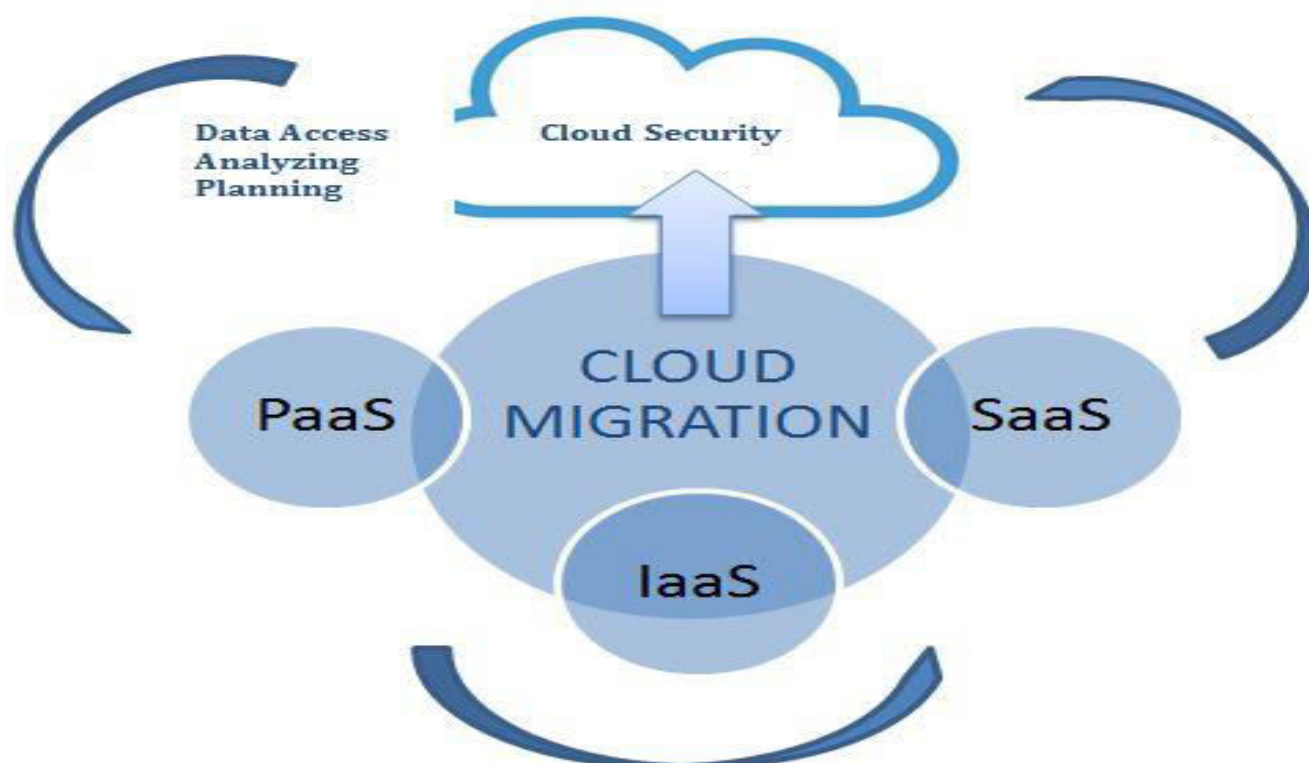 Data Access
Analyzing
Planning
Cloud Security
CLOUD
MIGRATION
PaaS
SaaS
IaaS